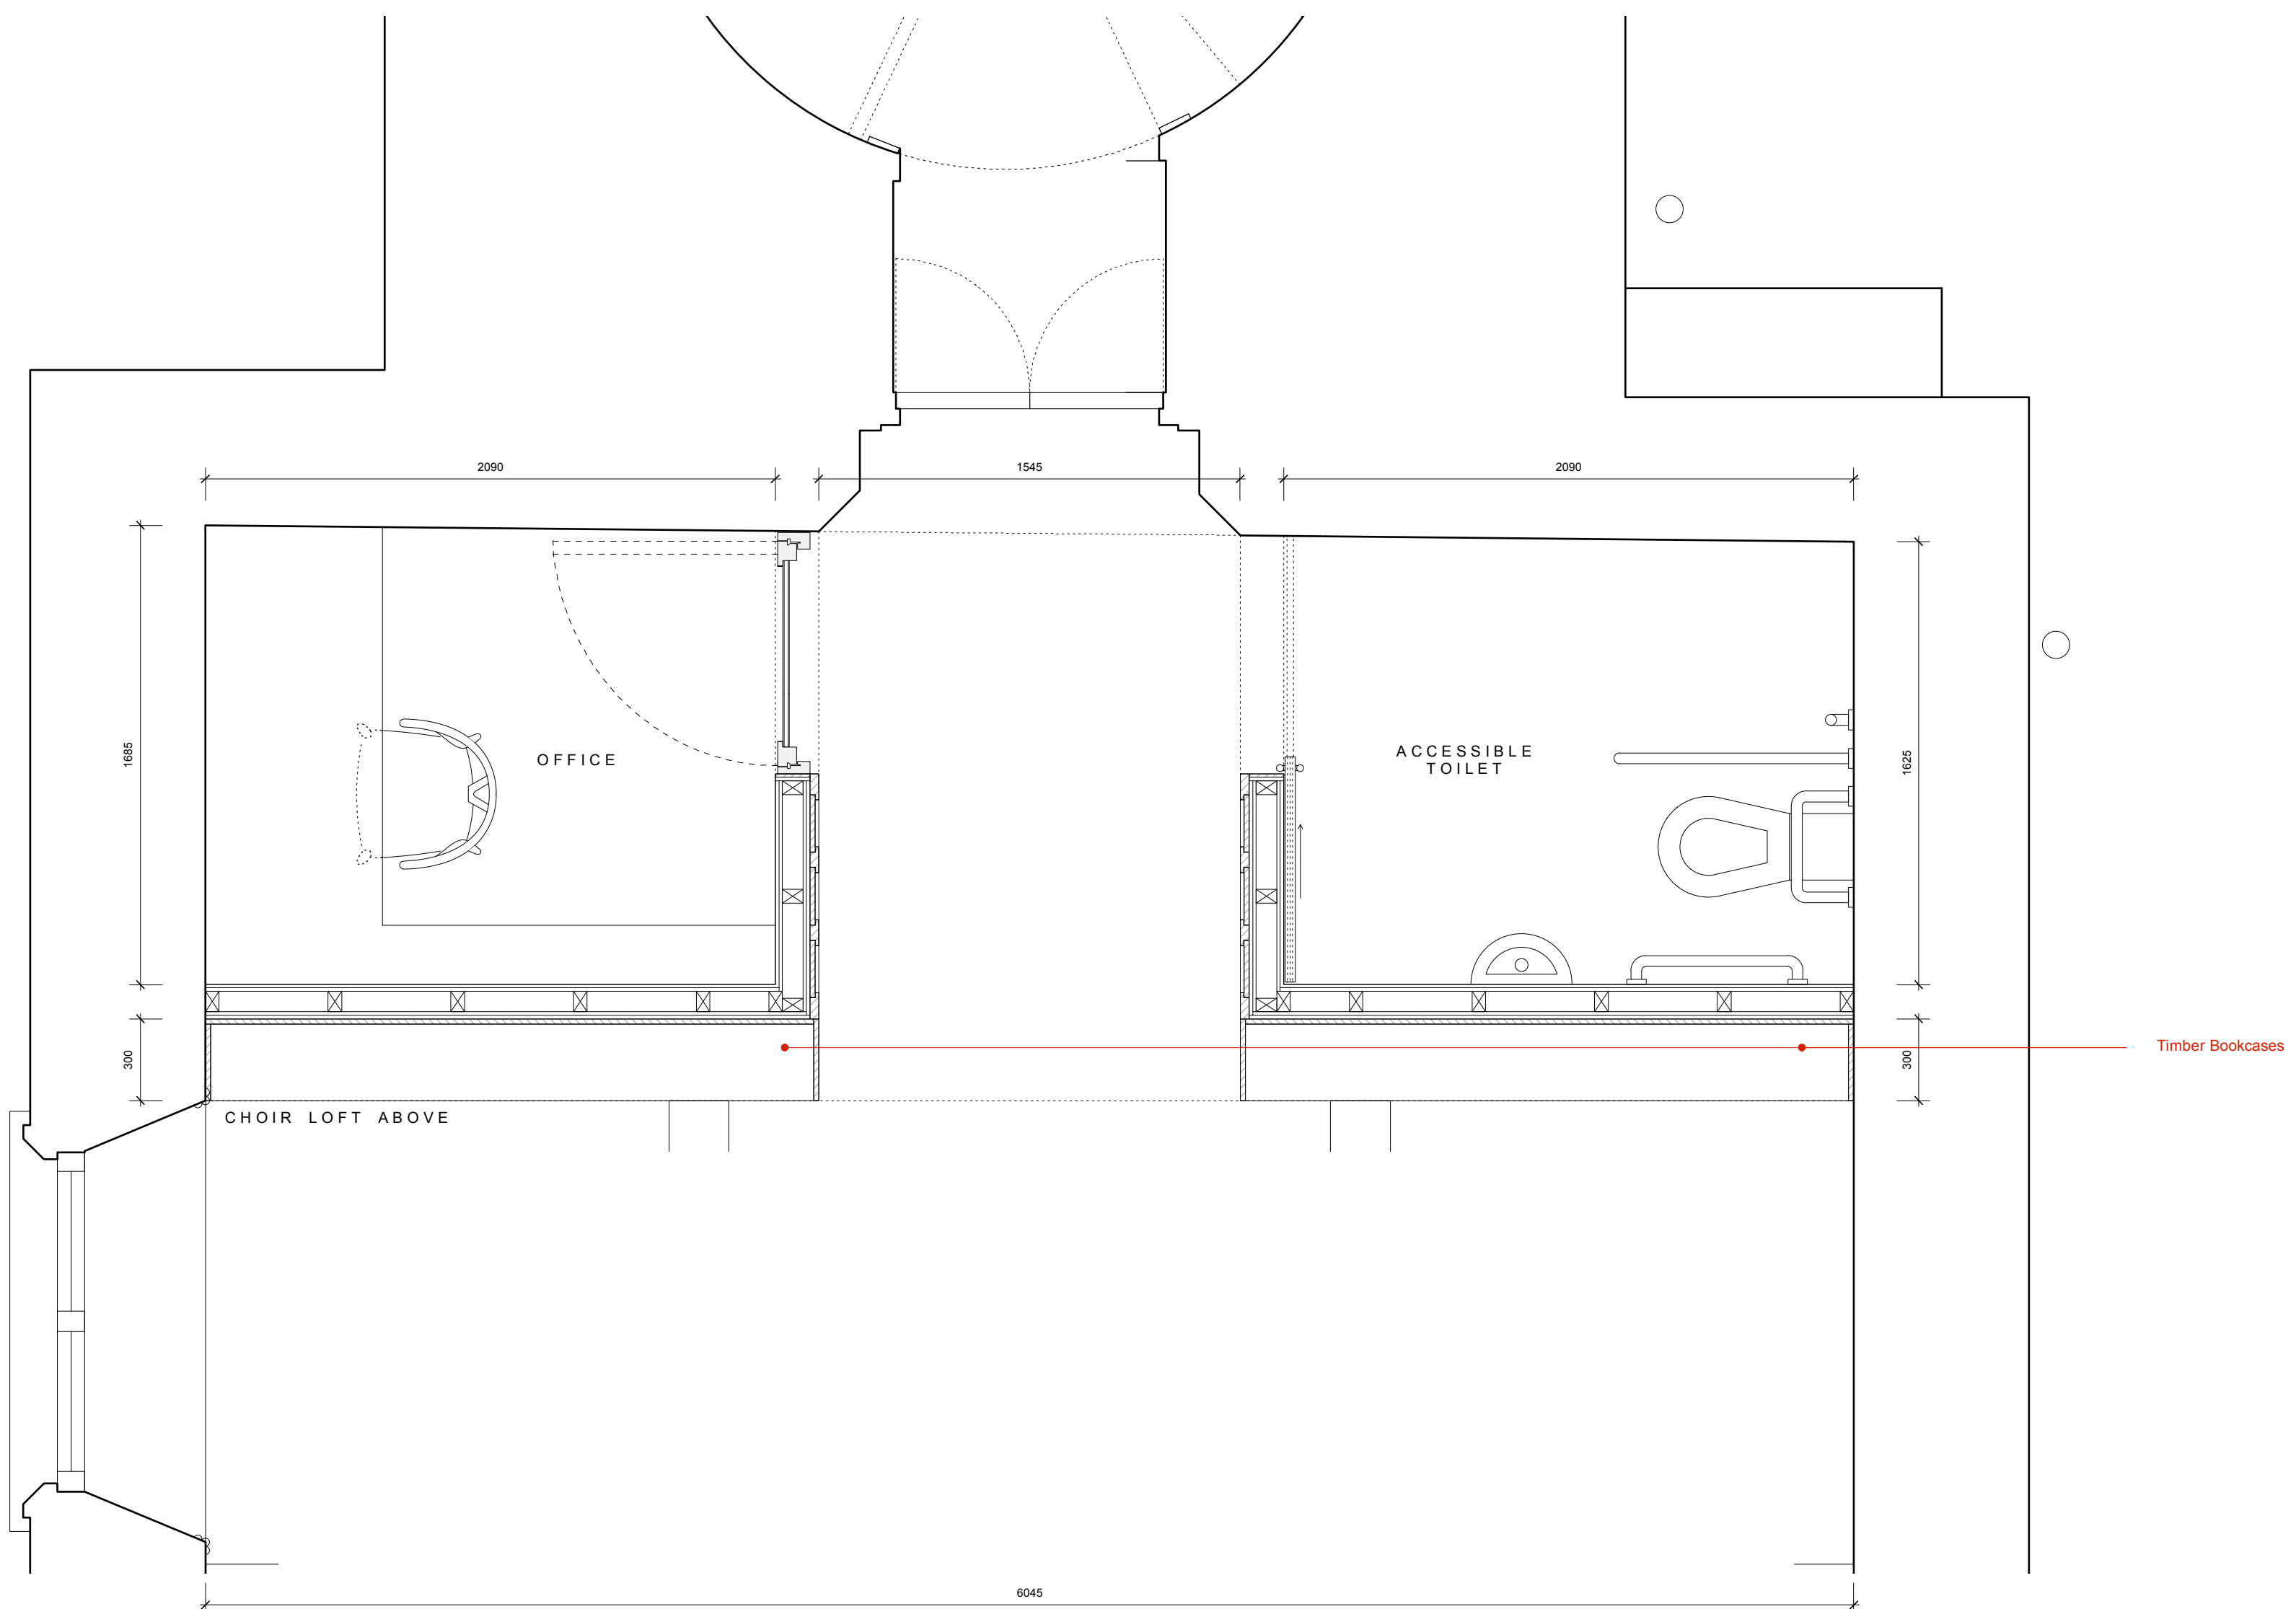 2090
1545
2090
1685
OFFICE
ACCESSIBLE
TOILET
1625
300
300
Timber Bookcases
CHOIR LOFT ABOVE
6045